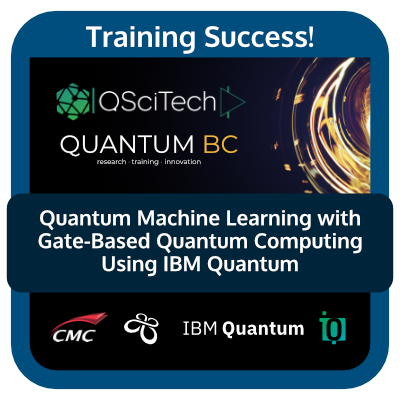 Training Success!
QSciTech
QUANTUM BC
research · training · innovation
Quantum Machine Learning with
Gate-Based Quantum Computing
Using IBM Quantum
CMC IBM Quantum iQ